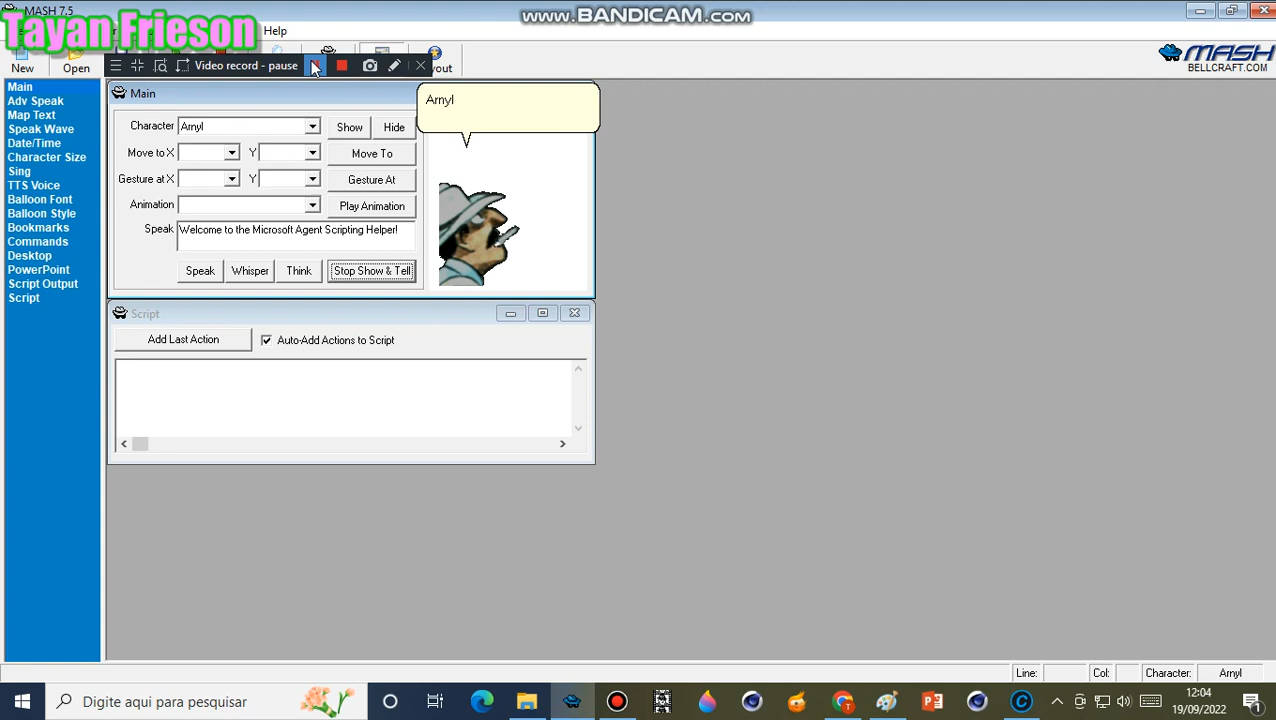 MASH 7.5
www.BANDICAM.com
Tayan Frieson
Help
New
Open
Video record - pause
out
MASH
BELLCRAFT.COM
Main
Adv Speak
Map Text
Speak Wave
Date/Time
Character Size
Sing
TTS Voice
Balloon Font
Balloon Style
Bookmarks
Commands
Desktop
PowerPoint
Script Output
Script
Main
Arnyl
Character
Arnyl
Show
Hide
Move to X
Y
Move To
Gesture at X
Y
Gesture At
Animation
Play Animation
Speak
Welcome to the Microsoft Agent Scripting Helper!
Speak
Whisper
Think
Stop Show & Tell
Script
Add Last Action
Auto-Add Actions to Script
Line:
Col:
Character:
Arnyl
Digite aqui para pesquisar
12:04
19/09/2022
1